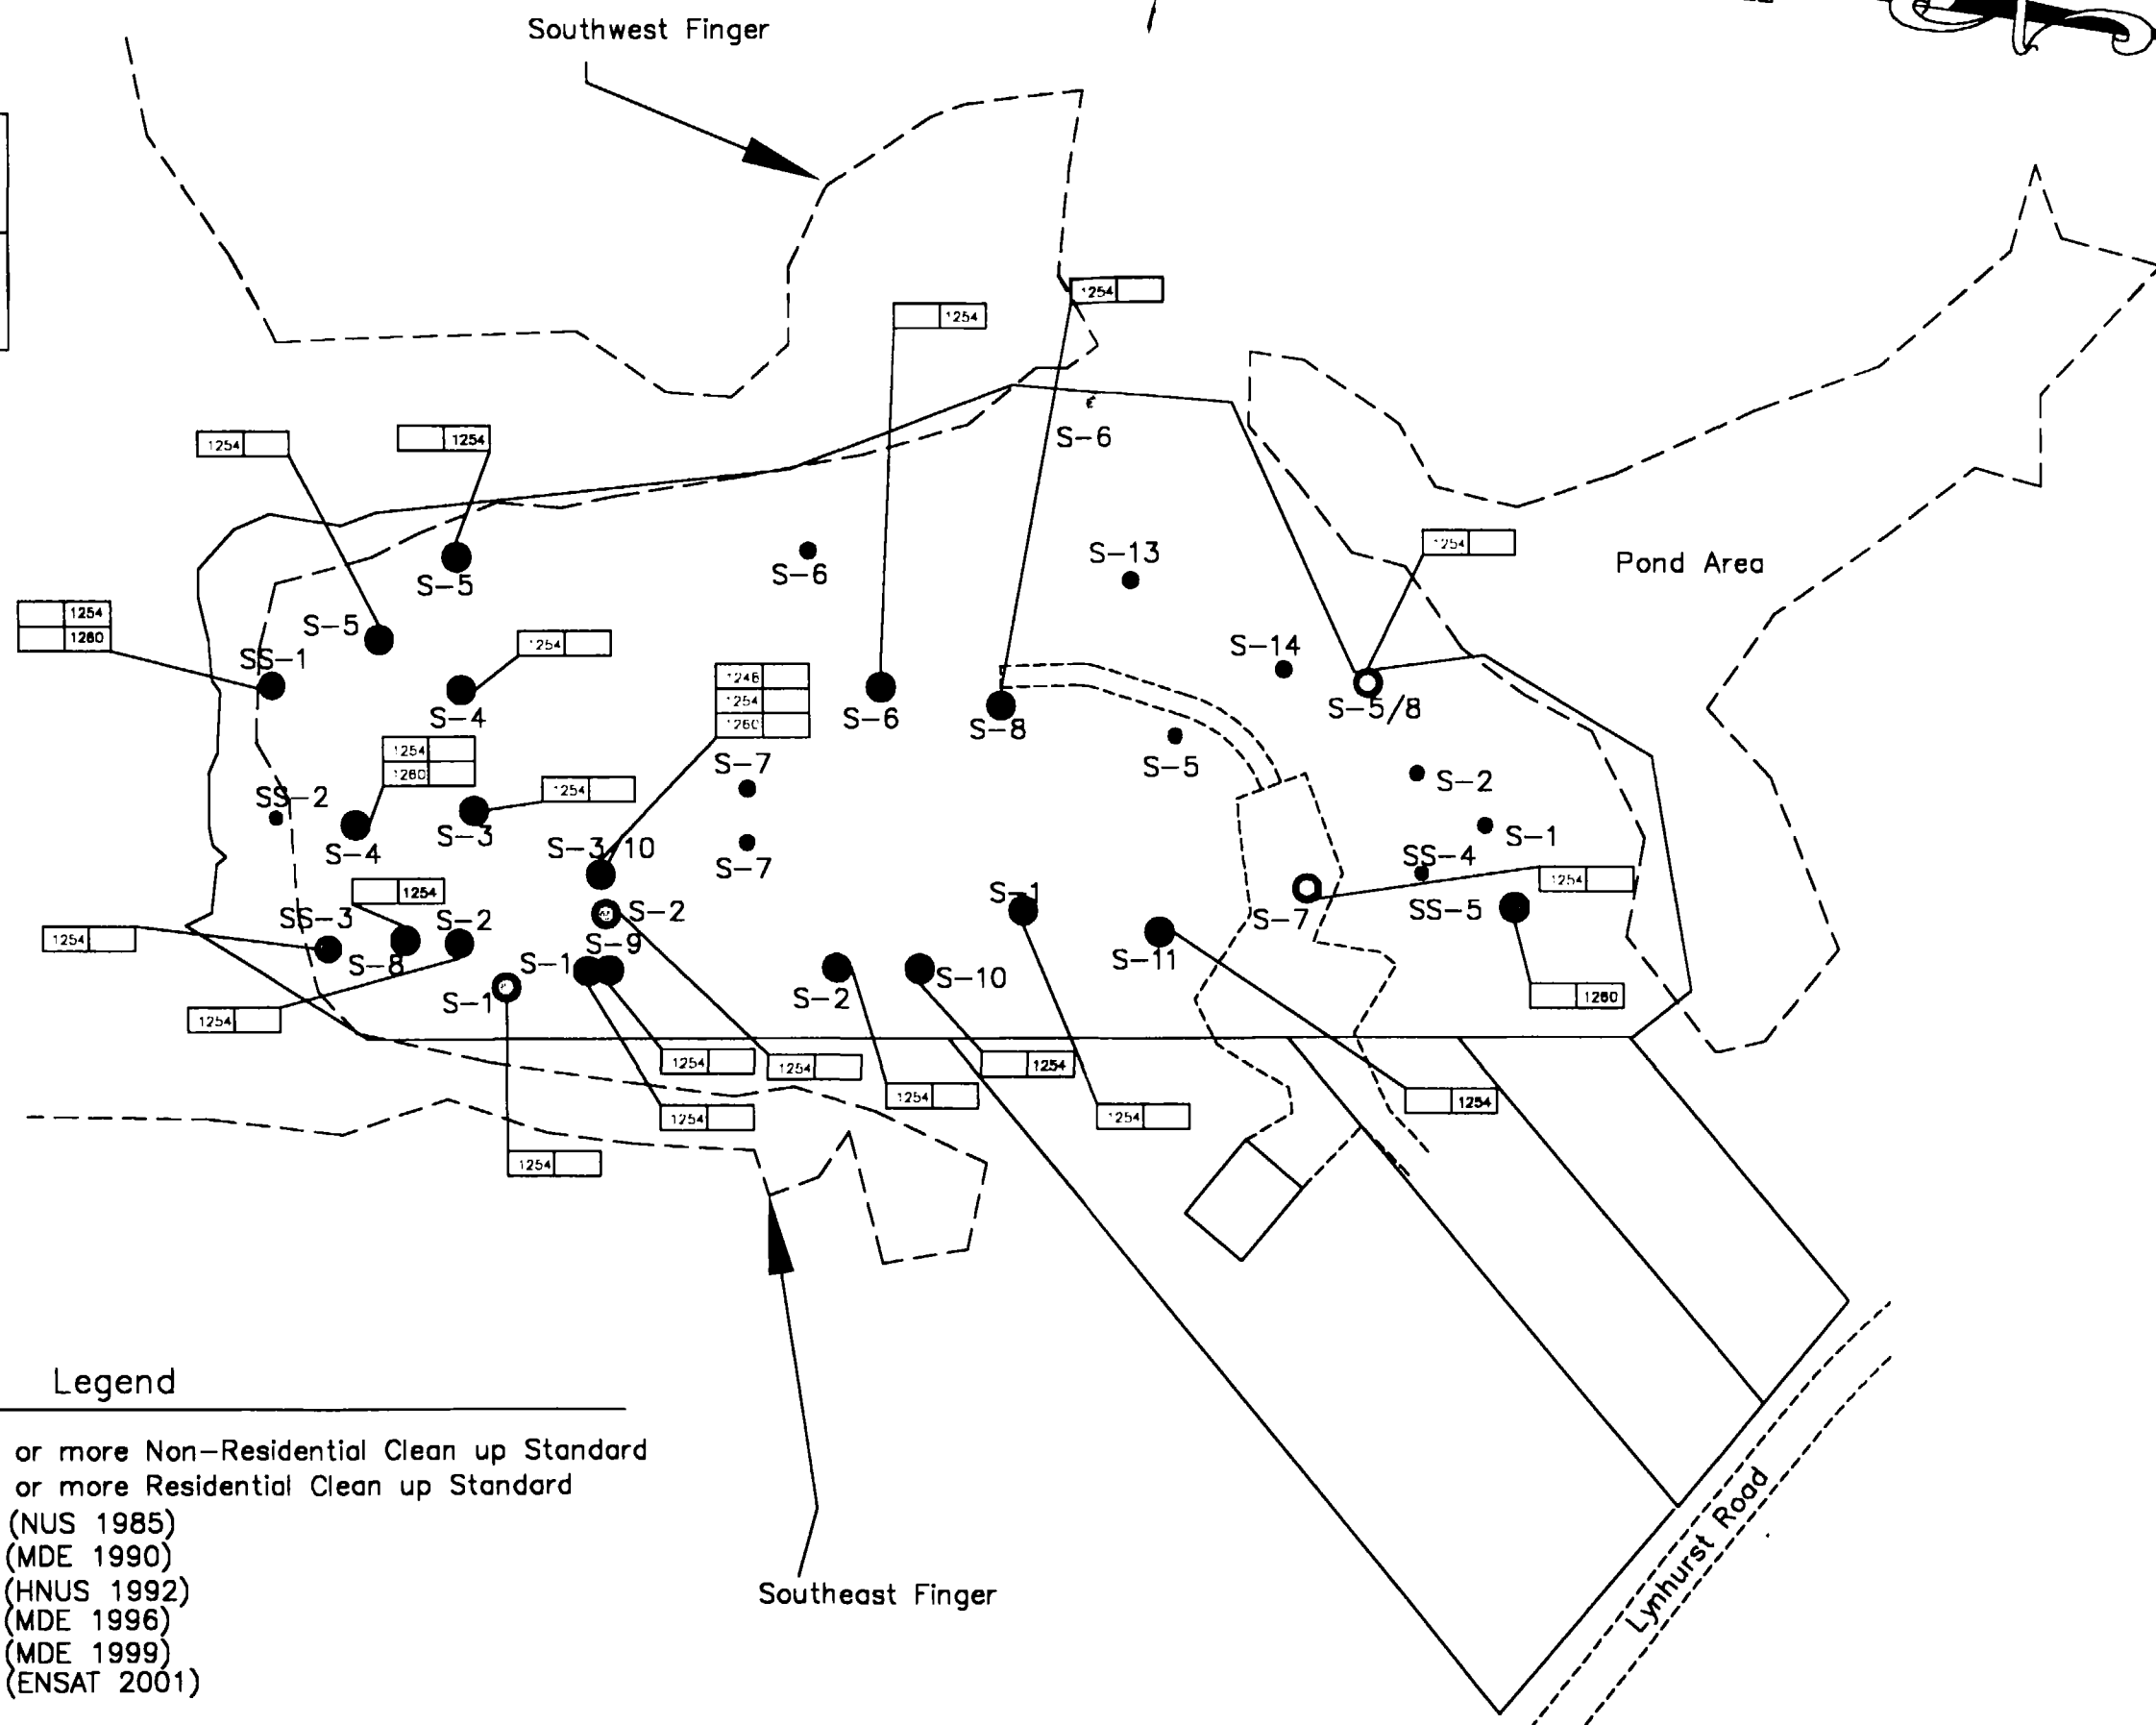 Southwest Finger
1254
1254
S-6
1254
1254
1254
Pond Area
S-13
S-6
S-5
1254
1260
S-5
SS-1
1254
S-14
S-4
S-6
S-8
S-5/8
1254
1260
1254
S-7
S-5
S-2
1254
1260
1254
SS-2
S-4
S-3
S-3/10
S-7
S-1
SS-4
1254
1254
SS-3
S-2
S-2
S-1
S-7
SS-5
1254
S-8
S-9
S-1
S-2
S-10
S-11
1260
S-1
1254
1254
1254
1254
1254
1254
1254
1254
1254
Legend
or more Non-Residential Clean up Standard
or more Residential Clean up Standard
(NUS 1985)
(MDE 1990)
(HNUS 1992)
(MDE 1996)
(MDE 1999)
(ENSAT 2001)
Southeast Finger
Lynhurst Road